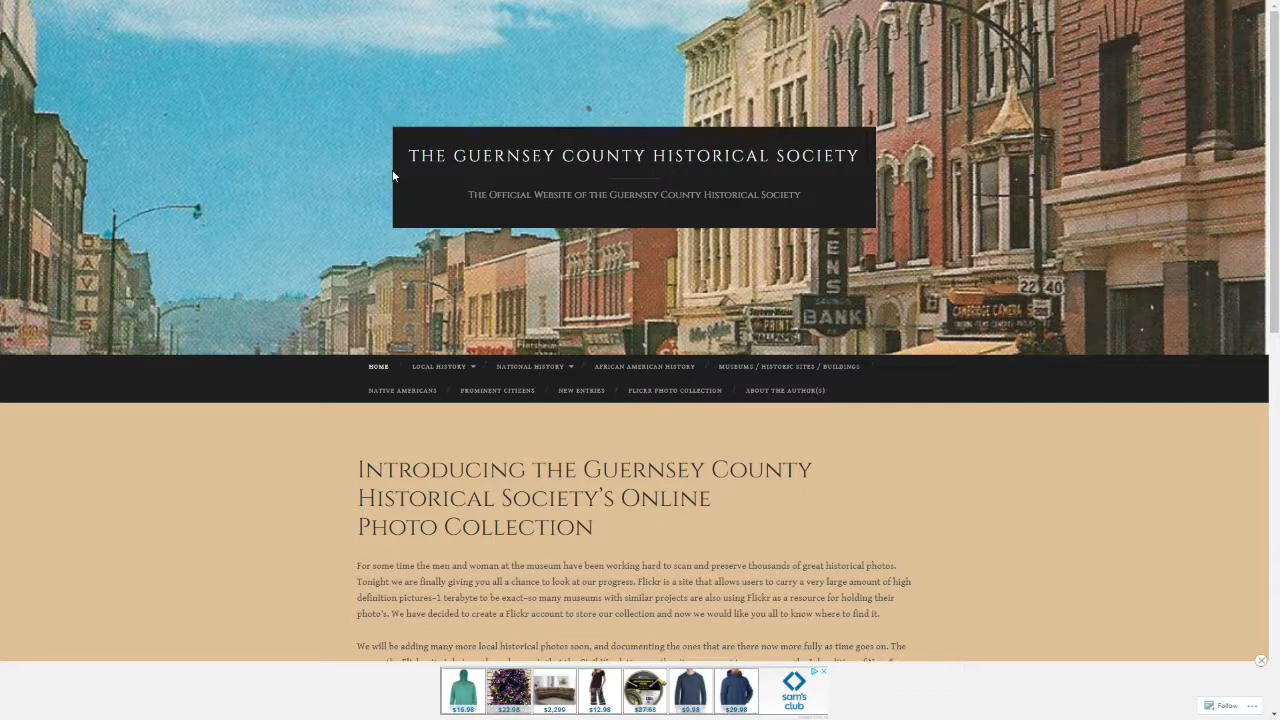 THE GUERNSEY COUNTY HISTORICAL SOCIETY
The Official Website of the Guernsey County Historical Society
DAVIS
ZENS
SAVINGS
BANK
PRINT
22 40
CAMBRIDGE CAMERA
HOME / LOCAL HISTORY / NATIONAL HISTORY / AFRICAN AMERICAN HISTORY / MUSEUMS / HISTORIC SITES / BUILDINGS /
NATIVE AMERICANS / PROMINENT CITIZENS / NEW ENTRIES / FLICKR PHOTO COLLECTION / ABOUT THE AUTHOR(S)
Introducing the Guernsey County
Historical Society's Online
Photo Collection
For some time the men and woman at the museum have been working hard to scan and preserve thousands of great historical photos.
Tonight we are finally giving you all a chance to look at our progress. Flickr is a site that allows users to carry a very large amount of high
definition pictures–1 terabyte to be exact–so many museums with similar projects are also using Flickr as a resource for holding their
photo's. We have decided to create a Flickr account to store our collection and now we would like you all to know where to find it.
We will be adding many more local historical photos soon, and documenting the ones that are there now more fully as time goes on. The
$16.98 $22.98 $2,299 $12.98 $27.68 $9.98 $29.98
sam's
club
Follow